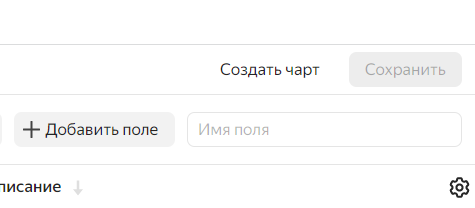 Создать чарт Сохранить
Добавить поле Имя поля
писание